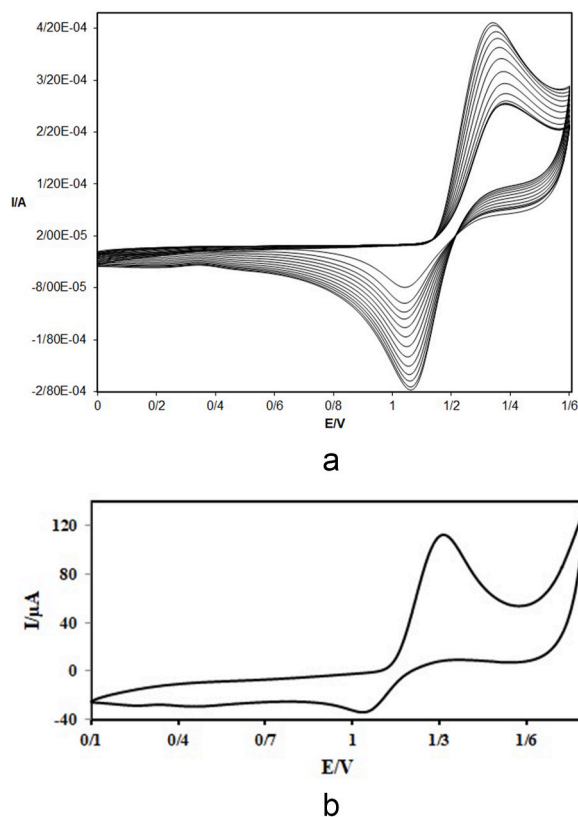 4/20E-04
3/20E-04
2/20E-04
1/20E-04
I/A
2/00E-05
-8/00E-05
-1/80E-04
-2/80E-04
0 0/2 0/4 0/6 0/8 1 1/2 1/4 1/6
E/V
a
120
80
I/µA
40
0
-40
0/1 0/4 0/7 1 1/3 1/6
E/V
b